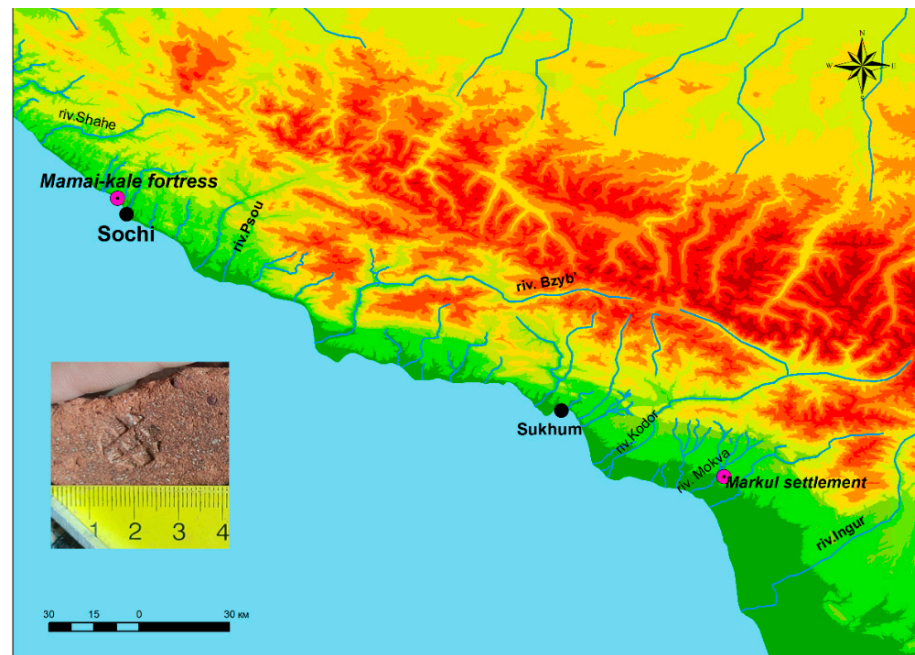 N
W E
S
riv.Shahe
Mamai-kale fortress
Sochi
riv.Psou
riv. Bzyb'
Sukhum
riv.Kodor
riv. Mokva
Markul settlement
riv.Ingur
1 2 3 4
30 15 0 30 км